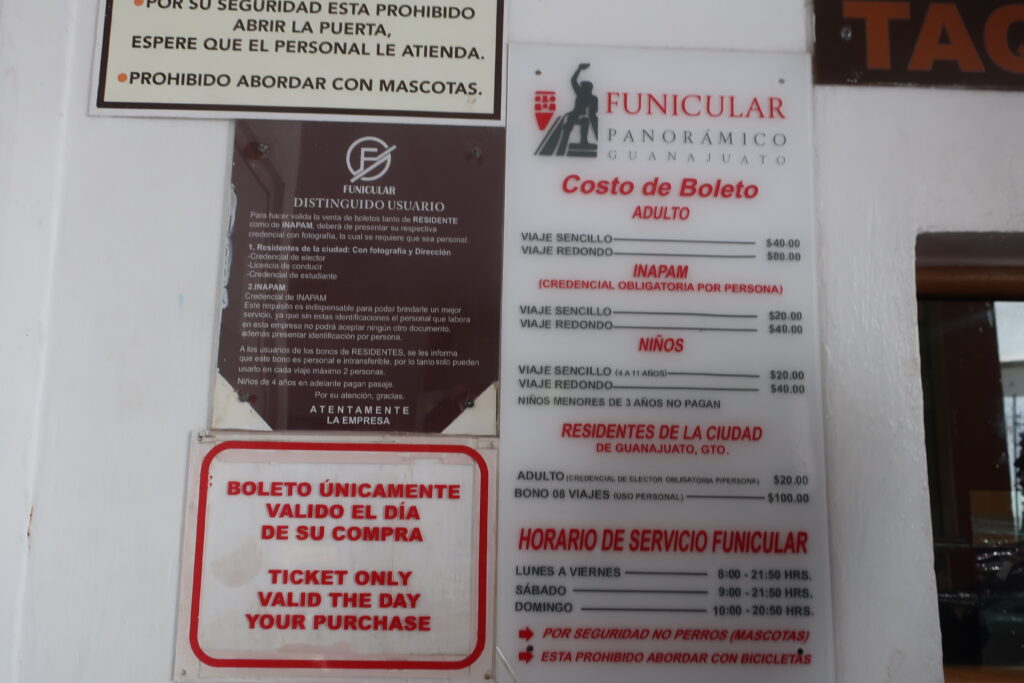 •POR SU SEGURIDAD ESTA PROHIBIDO
ABRIR LA PUERTA,
ESPERE QUE EL PERSONAL LE ATIENDA.
•PROHIBIDO ABORDAR CON MASCOTAS.
FUNICULAR
DISTINGUIDO USUARIO
Para hacer valida la venta de boletos tanto de RESIDENTE
como de INAPAM, deberá de presentar su respectiva
credencial con fotografía, la cual se requiere que sea personal.
1. Residentes de la ciudad: Con fotografía y Dirección
-Credencial de elector
-Licencia de conducir
-Credencial de estudiante
2.INAPAM
Credencial de INAPAM
Este requisito es indispensable para poder brindarle un mejor
servicio, ya que sin estas identificaciones el personal que labora
en esta empresa no podrá aceptar ningún otro documento,
además presentar identificación por persona.
A los usuarios de los bonos de RESIDENTES, se les informa
que este bono es personal e intransferible, por lo tanto solo pueden
usarlo en cada viaje máximo 2 personas.
Niños de 4 años en adelante pagan pasaje.
Por su atención, gracias.
ATENTAMENTE
LA EMPRESA
BOLETO ÚNICAMENTE
VALIDO EL DÍA
DE SU COMPRA
TICKET ONLY
VALID THE DAY
YOUR PURCHASE
FUNICULAR
PANORÁMICO
GUANAJUATO
Costo de Boleto
ADULTO
VIAJE SENCILLO $40.00
VIAJE REDONDO $80.00
INAPAM
(CREDENCIAL OBLIGATORIA POR PERSONA)
VIAJE SENCILLO $20.00
VIAJE REDONDO $40.00
NIÑOS
VIAJE SENCILLO (4 A 11 AÑOS) $20.00
VIAJE REDONDO $40.00
NIÑOS MENORES DE 3 AÑOS NO PAGAN
RESIDENTES DE LA CIUDAD
DE GUANAJUATO, GTO.
ADULTO (CREDENCIAL DE ELECTOR OBLIGATORIA P/PERSONA) $20.00
BONO 08 VIAJES (USO PERSONAL) $100.00
HORARIO DE SERVICIO FUNICULAR
LUNES A VIERNES 8:00 - 21:50 HRS.
SÁBADO 9:00 - 21:50 HRS.
DOMINGO 10:00 - 20:50 HRS.
POR SEGURIDAD NO PERROS (MASCOTAS)
ESTA PROHIBIDO ABORDAR CON BICICLETAS
TAQ